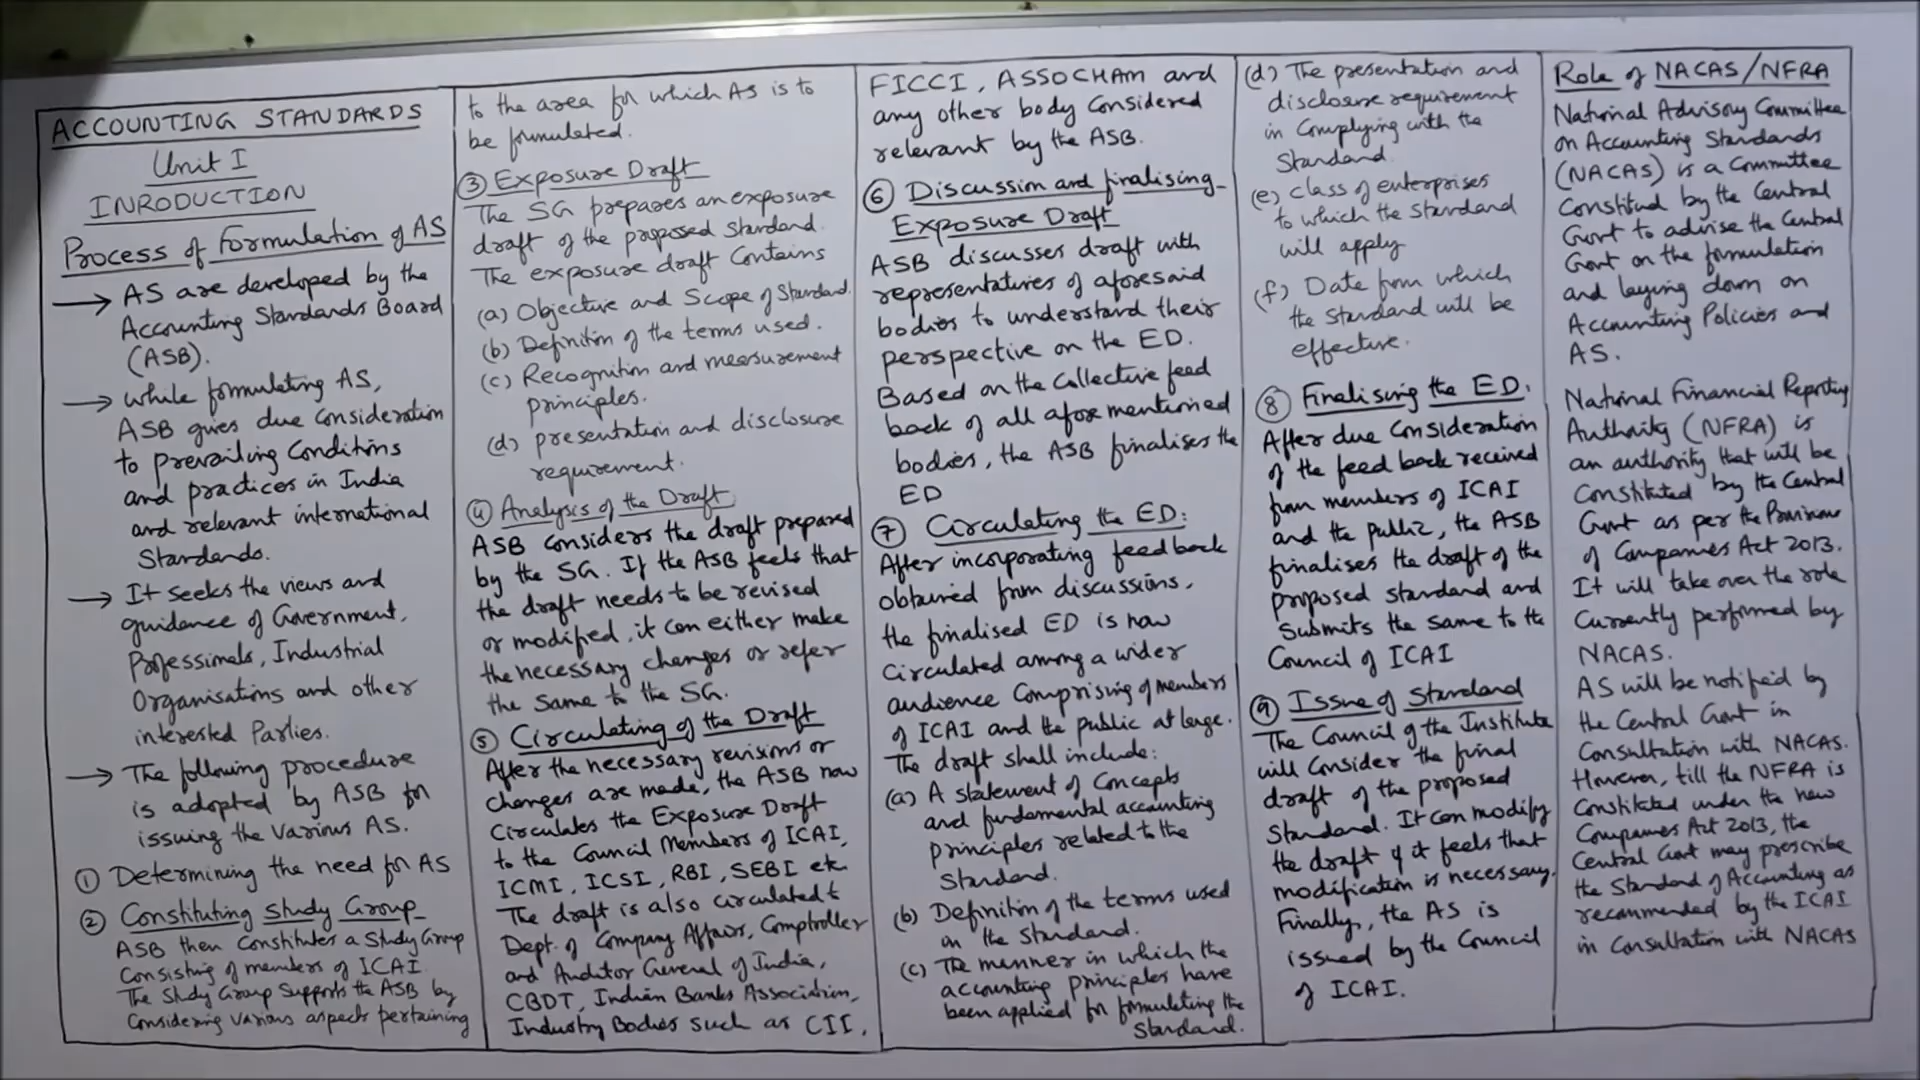 ACCOUNTING STANDARDS
Unit I
INRODUCTION
Process of Formulation of AS
→ AS are developed by the
Accounting Standards Board
(ASB).
→ While formulating AS,
ASB gives due consideration
to prevailing Conditions
and practices in India
and relevant international
Standards.
→ It seeks the views and
guidance of Government,
Professionals, Industrial
Organisations and other
interested Parties.
→ The following procedure
is adopted by ASB for
issuing the various AS.
① Determining the need for AS
② Constituting Study Group
ASB then Constitutes a Study Group
Consisting of members of ICAI.
The Study Group Supports the ASB by
Considering various aspects pertaining
to the area for which AS is to
be formulated.
③ Exposure Draft
The SG prepares an exposure
draft of the proposed Standard.
The exposure draft Contains
(a) Objective and Scope of Standard.
(b) Definition of the terms used.
(c) Recognition and measurement
principles.
(d) presentation and disclosure
requirement.
④ Analysis of the Draft
ASB Considers the draft prepared
by the SG. If the ASB feels that
the draft needs to be revised
or modified, it can either make
the necessary changes or refer
the same to the SG.
⑤ Circulating of the Draft
After the necessary revisions or
changes are made, the ASB now
Circulates the Exposure Draft
to the Council Members of ICAI,
ICMI, ICSI, RBI, SEBI etc
The draft is also circulated to
Dept. of Company Affairs, Comptroller
and Auditor General of India,
CBDT, Indian Banks Association,
Industry Bodies such as CII,
FICCI, ASSOCHAM and
any other body Considered
relevant by the ASB.
⑥ Discussion and finalising
Exposure Draft
ASB discusses draft with
representatives of aforesaid
bodies to understand their
perspective on the ED.
Based on the Collective feed
back of all afore mentioned
bodies, the ASB finalises the
ED
⑦ Circulating the ED:
After incorporating feedback
obtained from discussions,
the finalised ED is now
Circulated among a wider
audience Comprising of members
of ICAI and the public at large.
The draft shall include:
(a) A statement of Concepts
and fundamental accounting
principles related to the
Standard.
(b) Definition of the terms used
in the Standard.
(c) The manner in which the
accounting principles have
been applied for formulating the
Standard.
(d) The presentation and
disclosure requirement
in Complying with the
Standard.
(e) class of enterprises
to which the Standard
will apply
(f) Date from which
the Standard will be
effective.
⑧ Finalising the ED.
After due Consideration
of the feed back received
from members of ICAI
and the public, the ASB
finalises the draft of the
proposed standard and
Submits the same to the
Council of ICAI
⑨ Issue of Standard
The Council of the Institute
will Consider the final
draft of the proposed
Standard. It can modify
the draft if it feels that
modification is necessary.
Finally, the AS is
issued by the Council
of ICAI.
Role of NACAS/NFRA
National Advisory Committee
on Accounting Standards
(NACAS) is a Committee
Constitud by the Central
Govt to advise the Central
Govt on the formulation
and laying down on
Accounting Policies and
AS.
National Financial Reporting
Authority (NFRA) is
an authority that will be
Constituted by the Central
Govt as per the Provisions
of Companies Act 2013.
It will take over the role
Currently performed by
NACAS.
AS will be notified by
the Central Govt in
Consultation with NACAS.
However, till the NFRA is
Constituted under the new
Companies Act 2013, the
Central Govt may prescribe
the Standard of Accounting as
recommended by the ICAI
in Consultation with NACAS